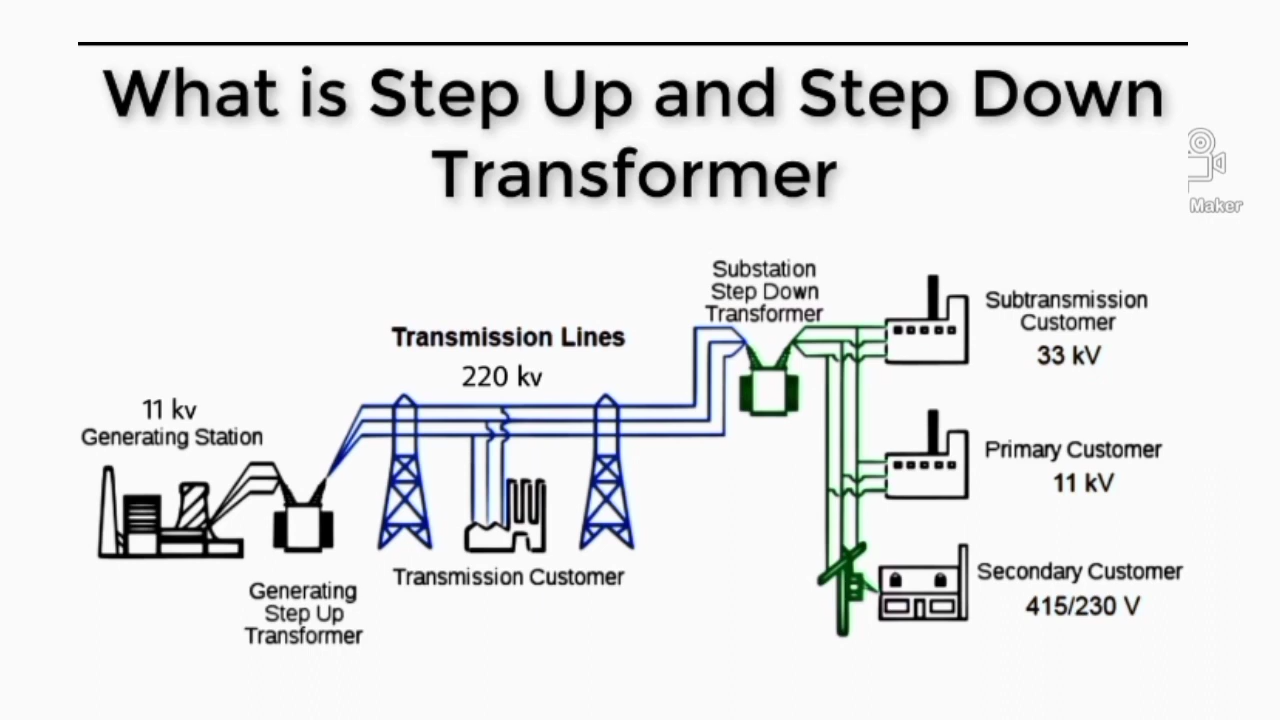 What is Step Up and Step Down
Transformer
Maker
Substation
Step Down
Transformer
Subtransmission
Customer
33 kV
Transmission Lines
220 kv
11 kv
Generating Station
Primary Customer
11 kV
Transmission Customer
Generating
Step Up
Transformer
Secondary Customer
415/230 V